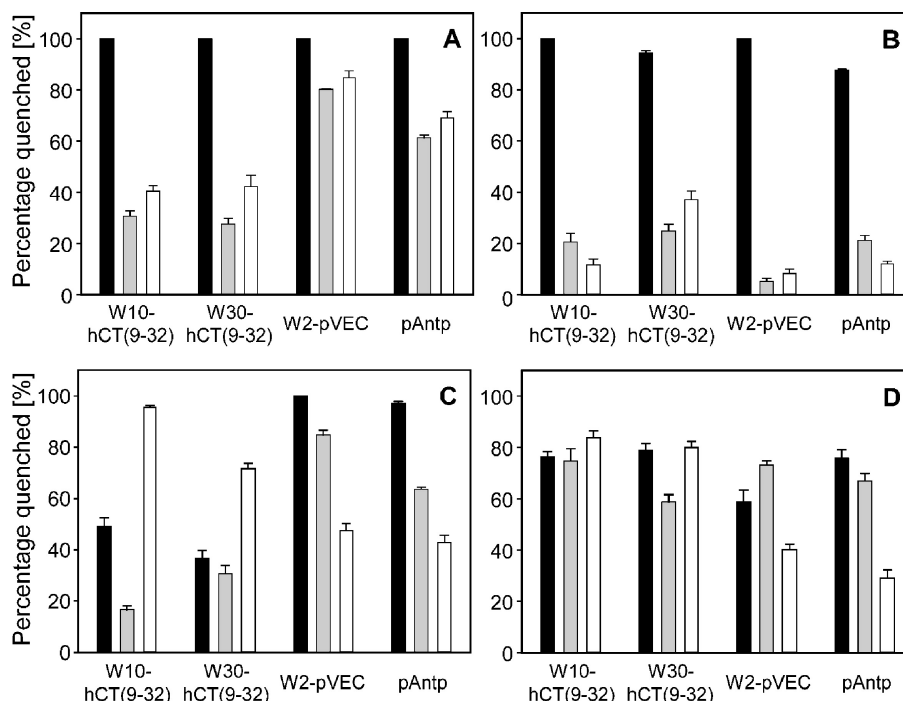 A
B
Percentage quenched [%]
100
80
60
40
20
0
100
80
60
40
20
0
W10-
hCT(9-32)
W30-
hCT(9-32)
W2-pVEC
pAntp
W10-
hCT(9-32)
W30-
hCT(9-32)
W2-pVEC
pAntp
C
D
Percentage quenched [%]
100
80
60
40
20
0
100
80
60
40
20
0
W10-
hCT(9-32)
W30-
hCT(9-32)
W2-pVEC
pAntp
W10-
hCT(9-32)
W30-
hCT(9-32)
W2-pVEC
pAntp